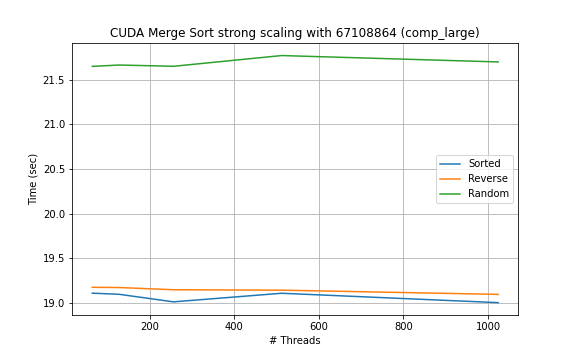 CUDA Merge Sort strong scaling with 67108864 (comp_large)
Time (sec)
21.5
21.0
20.5
20.0
19.5
19.0
Sorted
Reverse
Random
200 400 600 800 1000
# Threads